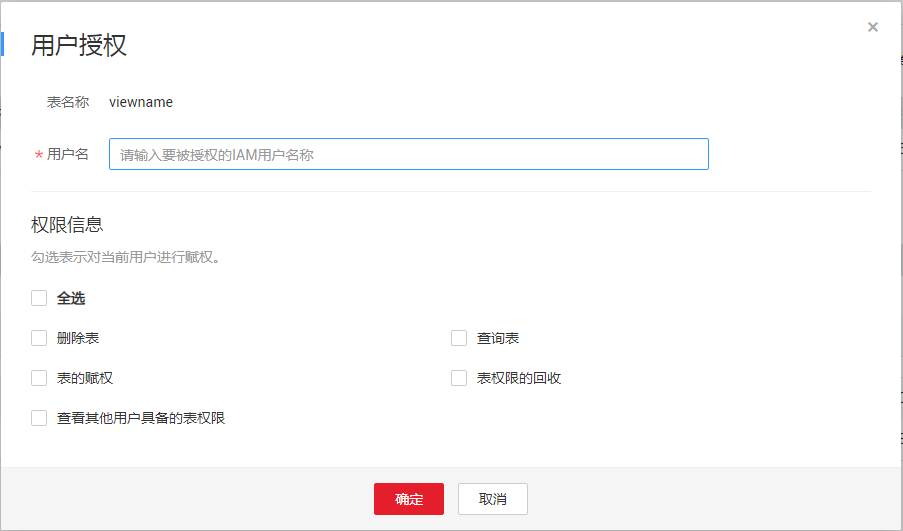 用户授权
×
表名称 viewname
* 用户名 请输入要被授权的IAM用户名称
权限信息
勾选表示对当前用户进行赋权。
全选
删除表 查询表
表的赋权 表权限的回收
查看其他用户具备的表权限
确定 取消